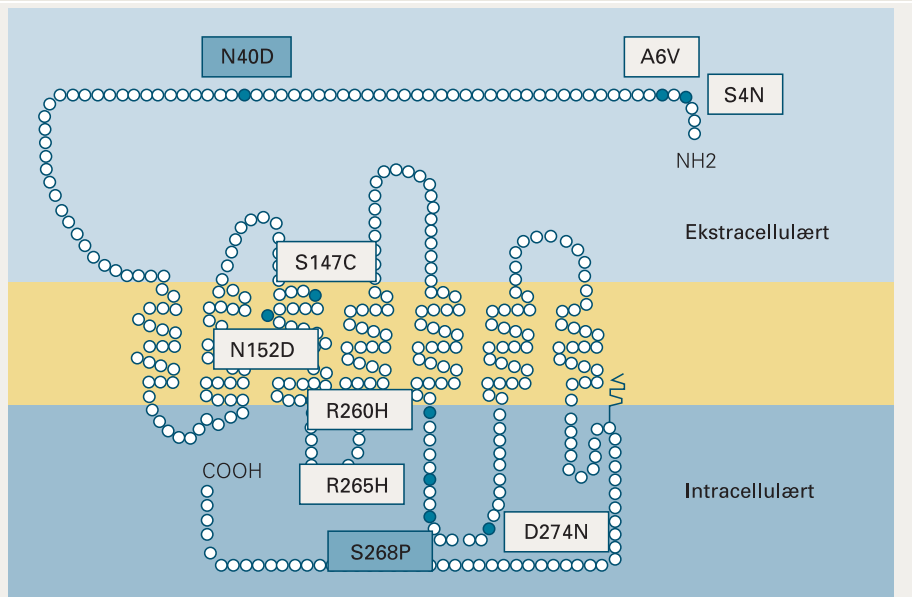 N40D
A6V
S4N
NH2
Ekstracellulært
S147C
N152D
R260H
COOH
R265H
Intracellulært
D274N
S268P